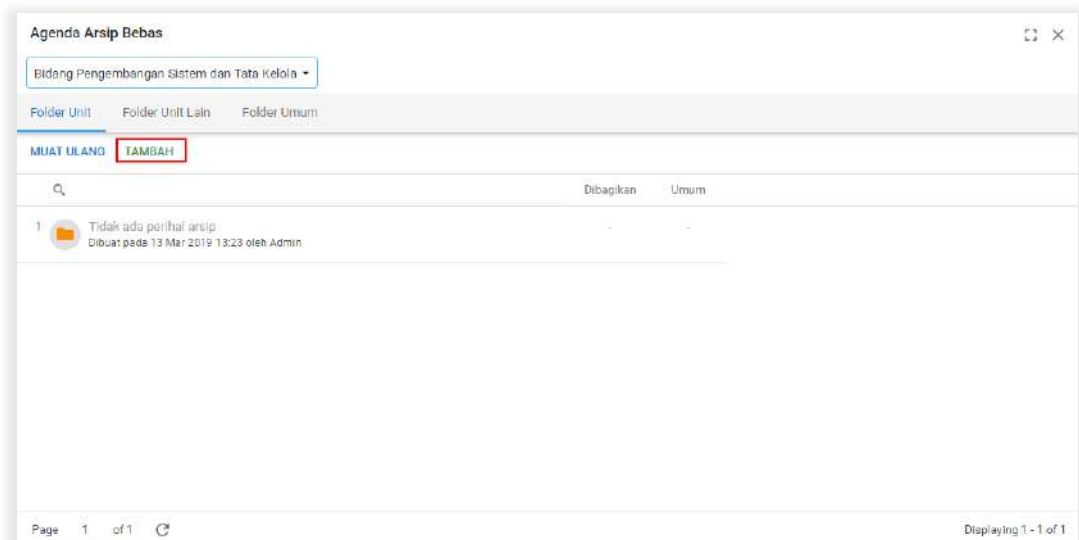 Agenda Arsip Bebas
Bidang Pengembangan Sistem dan Tata Kelola
Folder Unit Folder Unit Lain Folder Umum
MUAT ULANG TAMBAH
Dibagikan Umum
1 Tidak ada perihal arsip - -
Dibuat pada 13 Mar 2019 13:23 oleh Admin
Page 1 of 1 Displaying 1 - 1 of 1